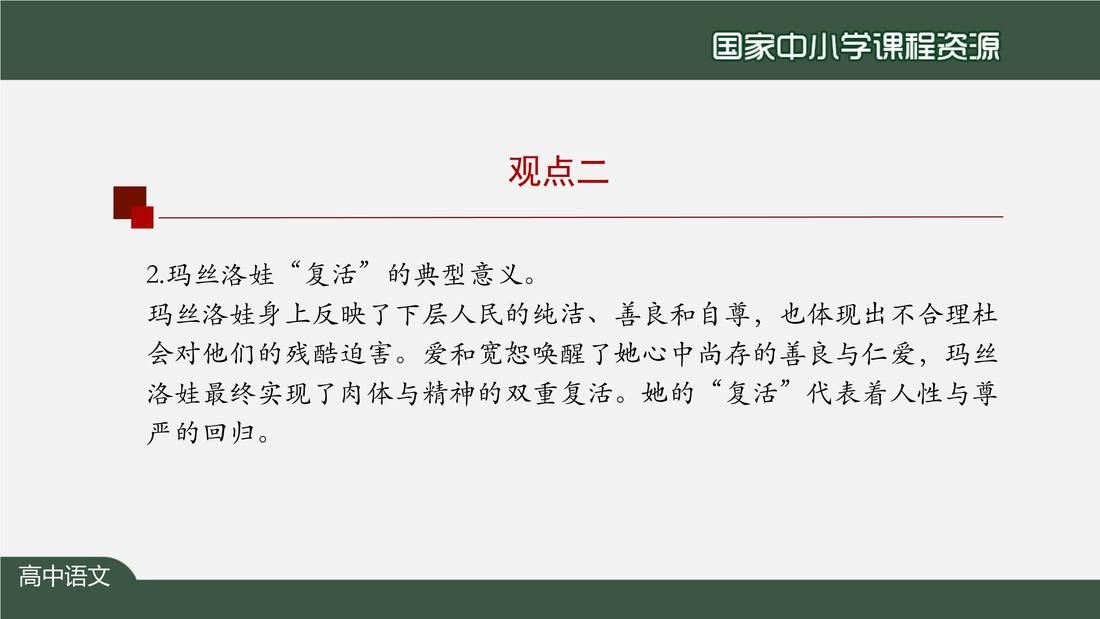 国家中小学课程资源
观点二
2.玛丝洛娃“复活”的典型意义。
玛丝洛娃身上反映了下层人民的纯洁、善良和自尊，也体现出不合理社
会对他们的残酷迫害。爱和宽恕唤醒了她心中尚存的善良与仁爱，玛丝
洛娃最终实现了肉体与精神的双重复活。她的“复活”代表着人性与尊
严的回归。
高中语文